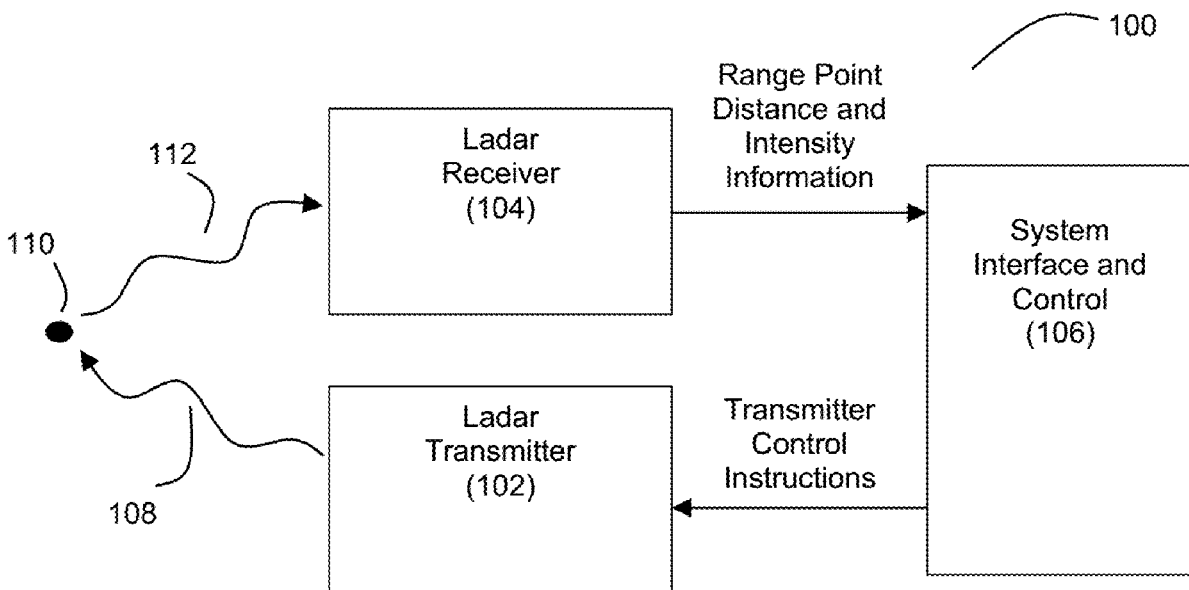 100
Range Point
Distance and
Intensity
Information
112
Ladar
Receiver
(104)
110
System
Interface and
Control
(106)
Ladar
Transmitter
(102)
Transmitter
Control
Instructions
108